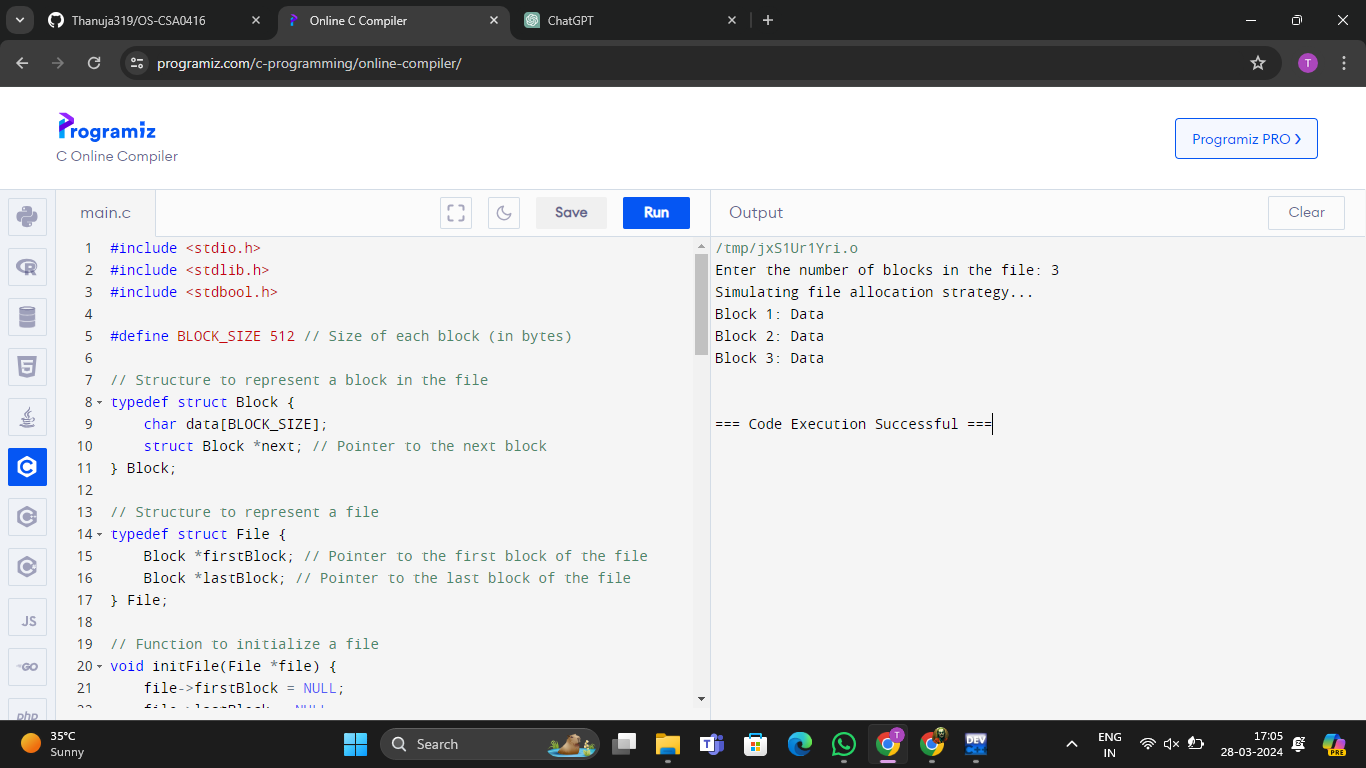 Thanuja319/OS-CSA0416
Online C Compiler
ChatGPT
programiz.com/c-programming/online-compiler/
T
Programiz
C Online Compiler
Programiz PRO
main.c
Save
Run
Output
Clear
1 #include <stdio.h>
2 #include <stdlib.h>
3 #include <stdbool.h>
4
5 #define BLOCK_SIZE 512 // Size of each block (in bytes)
6
7 // Structure to represent a block in the file
8 typedef struct Block {
9 char data[BLOCK_SIZE];
10 struct Block *next; // Pointer to the next block
11 } Block;
12
13 // Structure to represent a file
14 typedef struct File {
15 Block *firstBlock; // Pointer to the first block of the file
16 Block *lastBlock; // Pointer to the last block of the file
17 } File;
18
19 // Function to initialize a file
20 void initFile(File *file) {
21 file->firstBlock = NULL;
/tmp/jxS1Ur1Yri.o
Enter the number of blocks in the file: 3
Simulating file allocation strategy...
Block 1: Data
Block 2: Data
Block 3: Data
=== Code Execution Successful ===
JS
GO
php
35°C
Sunny
Search
T
DEV
ENG
IN
17:05
28-03-2024
PRE